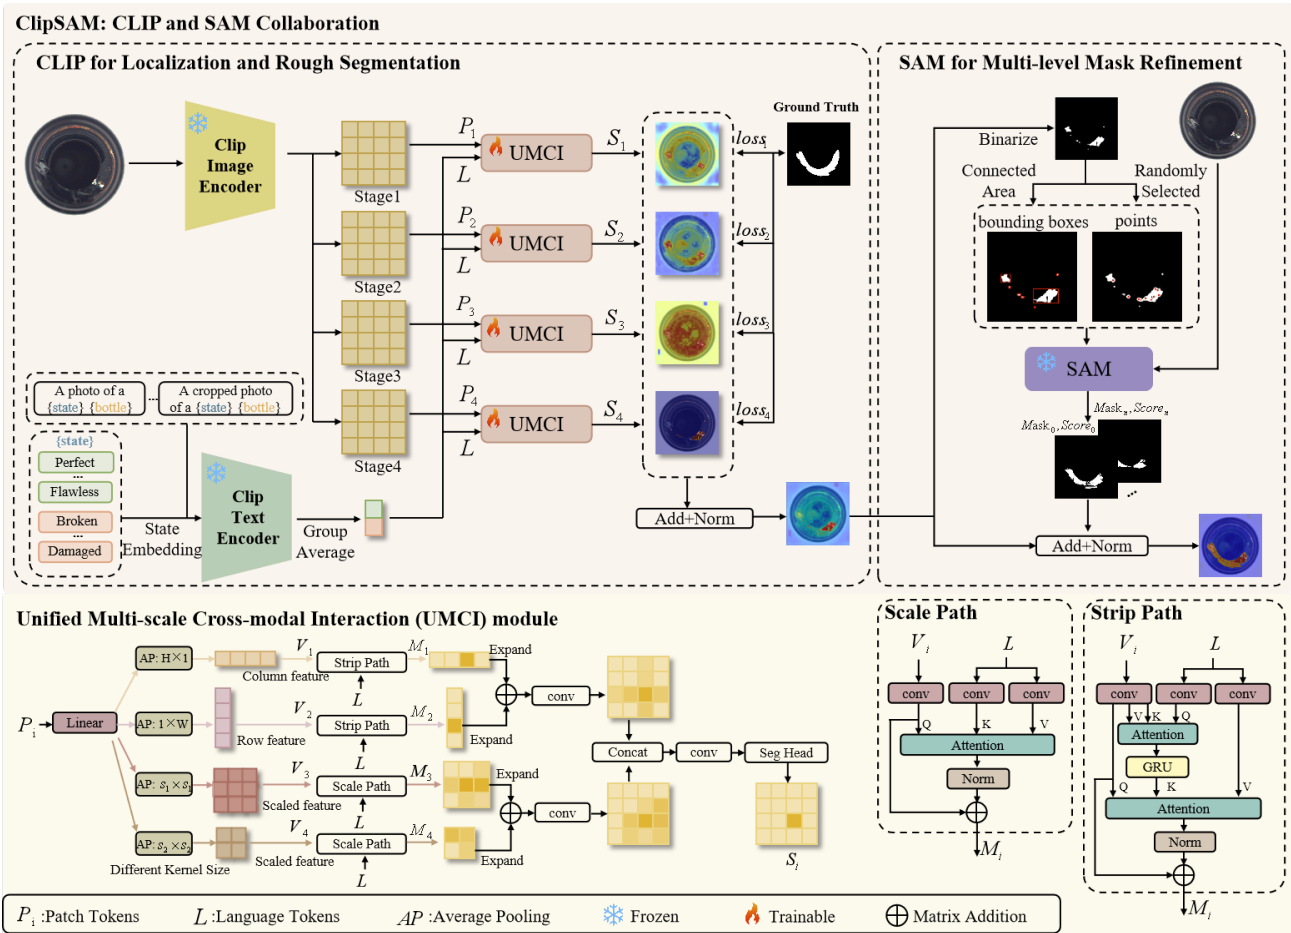 ClipSAM: CLIP and SAM Collaboration
CLIP for Localization and Rough Segmentation
Clip
Image
Encoder
Stage1
Stage2
Stage3
Stage4
P1
L
UMCI
S1
P2
L
UMCI
S2
P3
L
UMCI
S3
P4
L
UMCI
S4
loss1
loss2
loss3
loss4
Ground Truth
A photo of a
{state} {bottle}
...
A cropped photo
of a {state} {bottle}
{state}
Perfect
...
Flawless
Broken
...
Damaged
State
Embedding
Clip
Text
Encoder
Group
Average
Add+Norm
SAM for Multi-level Mask Refinement
Binarize
Connected
Area
Randomly
Selected
bounding boxes
points
SAM
Maskn, Scoren
Mask0, Score0
...
Add+Norm
Unified Multi-scale Cross-modal Interaction (UMCI) module
Pi
Linear
AP: H×1
Column feature
V1
Strip Path
L
M1
Expand
AP: 1×W
Row feature
V2
Strip Path
L
M2
Expand
AP: s1×s1
Scaled feature
V3
Scale Path
L
M3
Expand
AP: s2×s2
Scaled feature
V4
Scale Path
L
M4
Expand
Different Kernel Size
conv
conv
Concat
conv
Seg Head
Si
Scale Path
Vi
L
conv
conv
conv
Q
K
V
Attention
Norm
Mi
Strip Path
Vi
L
conv
conv
conv
V
K
Q
Attention
GRU
Q
K
V
Attention
Norm
Mi
Pi :Patch Tokens
L :Language Tokens
AP :Average Pooling
Frozen
Trainable
Matrix Addition